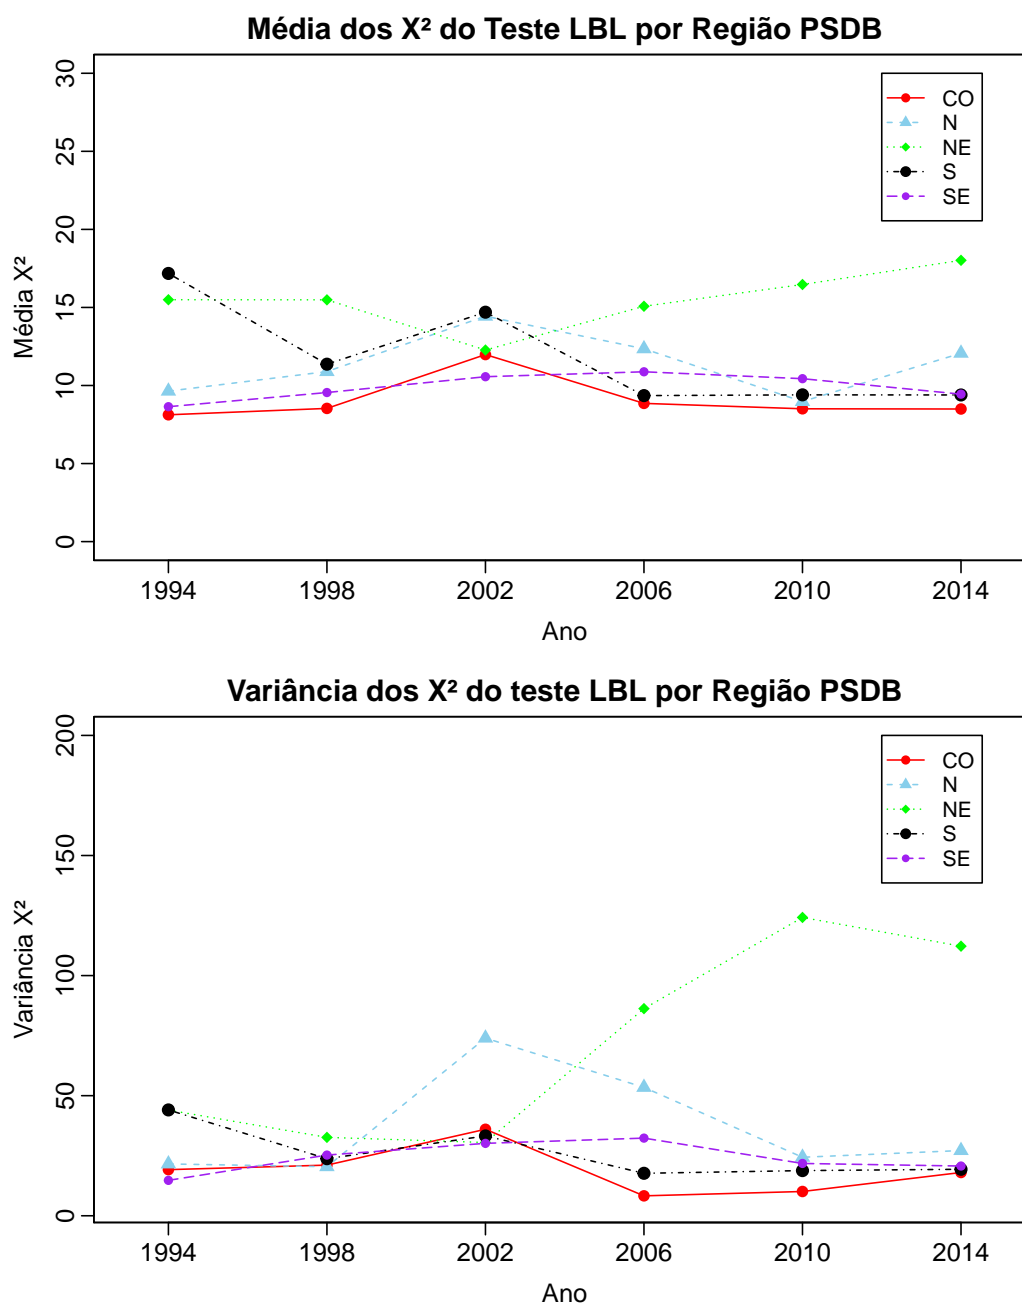 Média dos X² do Teste LBL por Região PSDB
30
25
20
15
10
5
0
Média X²
CO
N
NE
S
SE
1994 1998 2002 2006 2010 2014
Ano
Variância dos X² do teste LBL por Região PSDB
200
150
100
50
0
Variância X²
CO
N
NE
S
SE
1994 1998 2002 2006 2010 2014
Ano